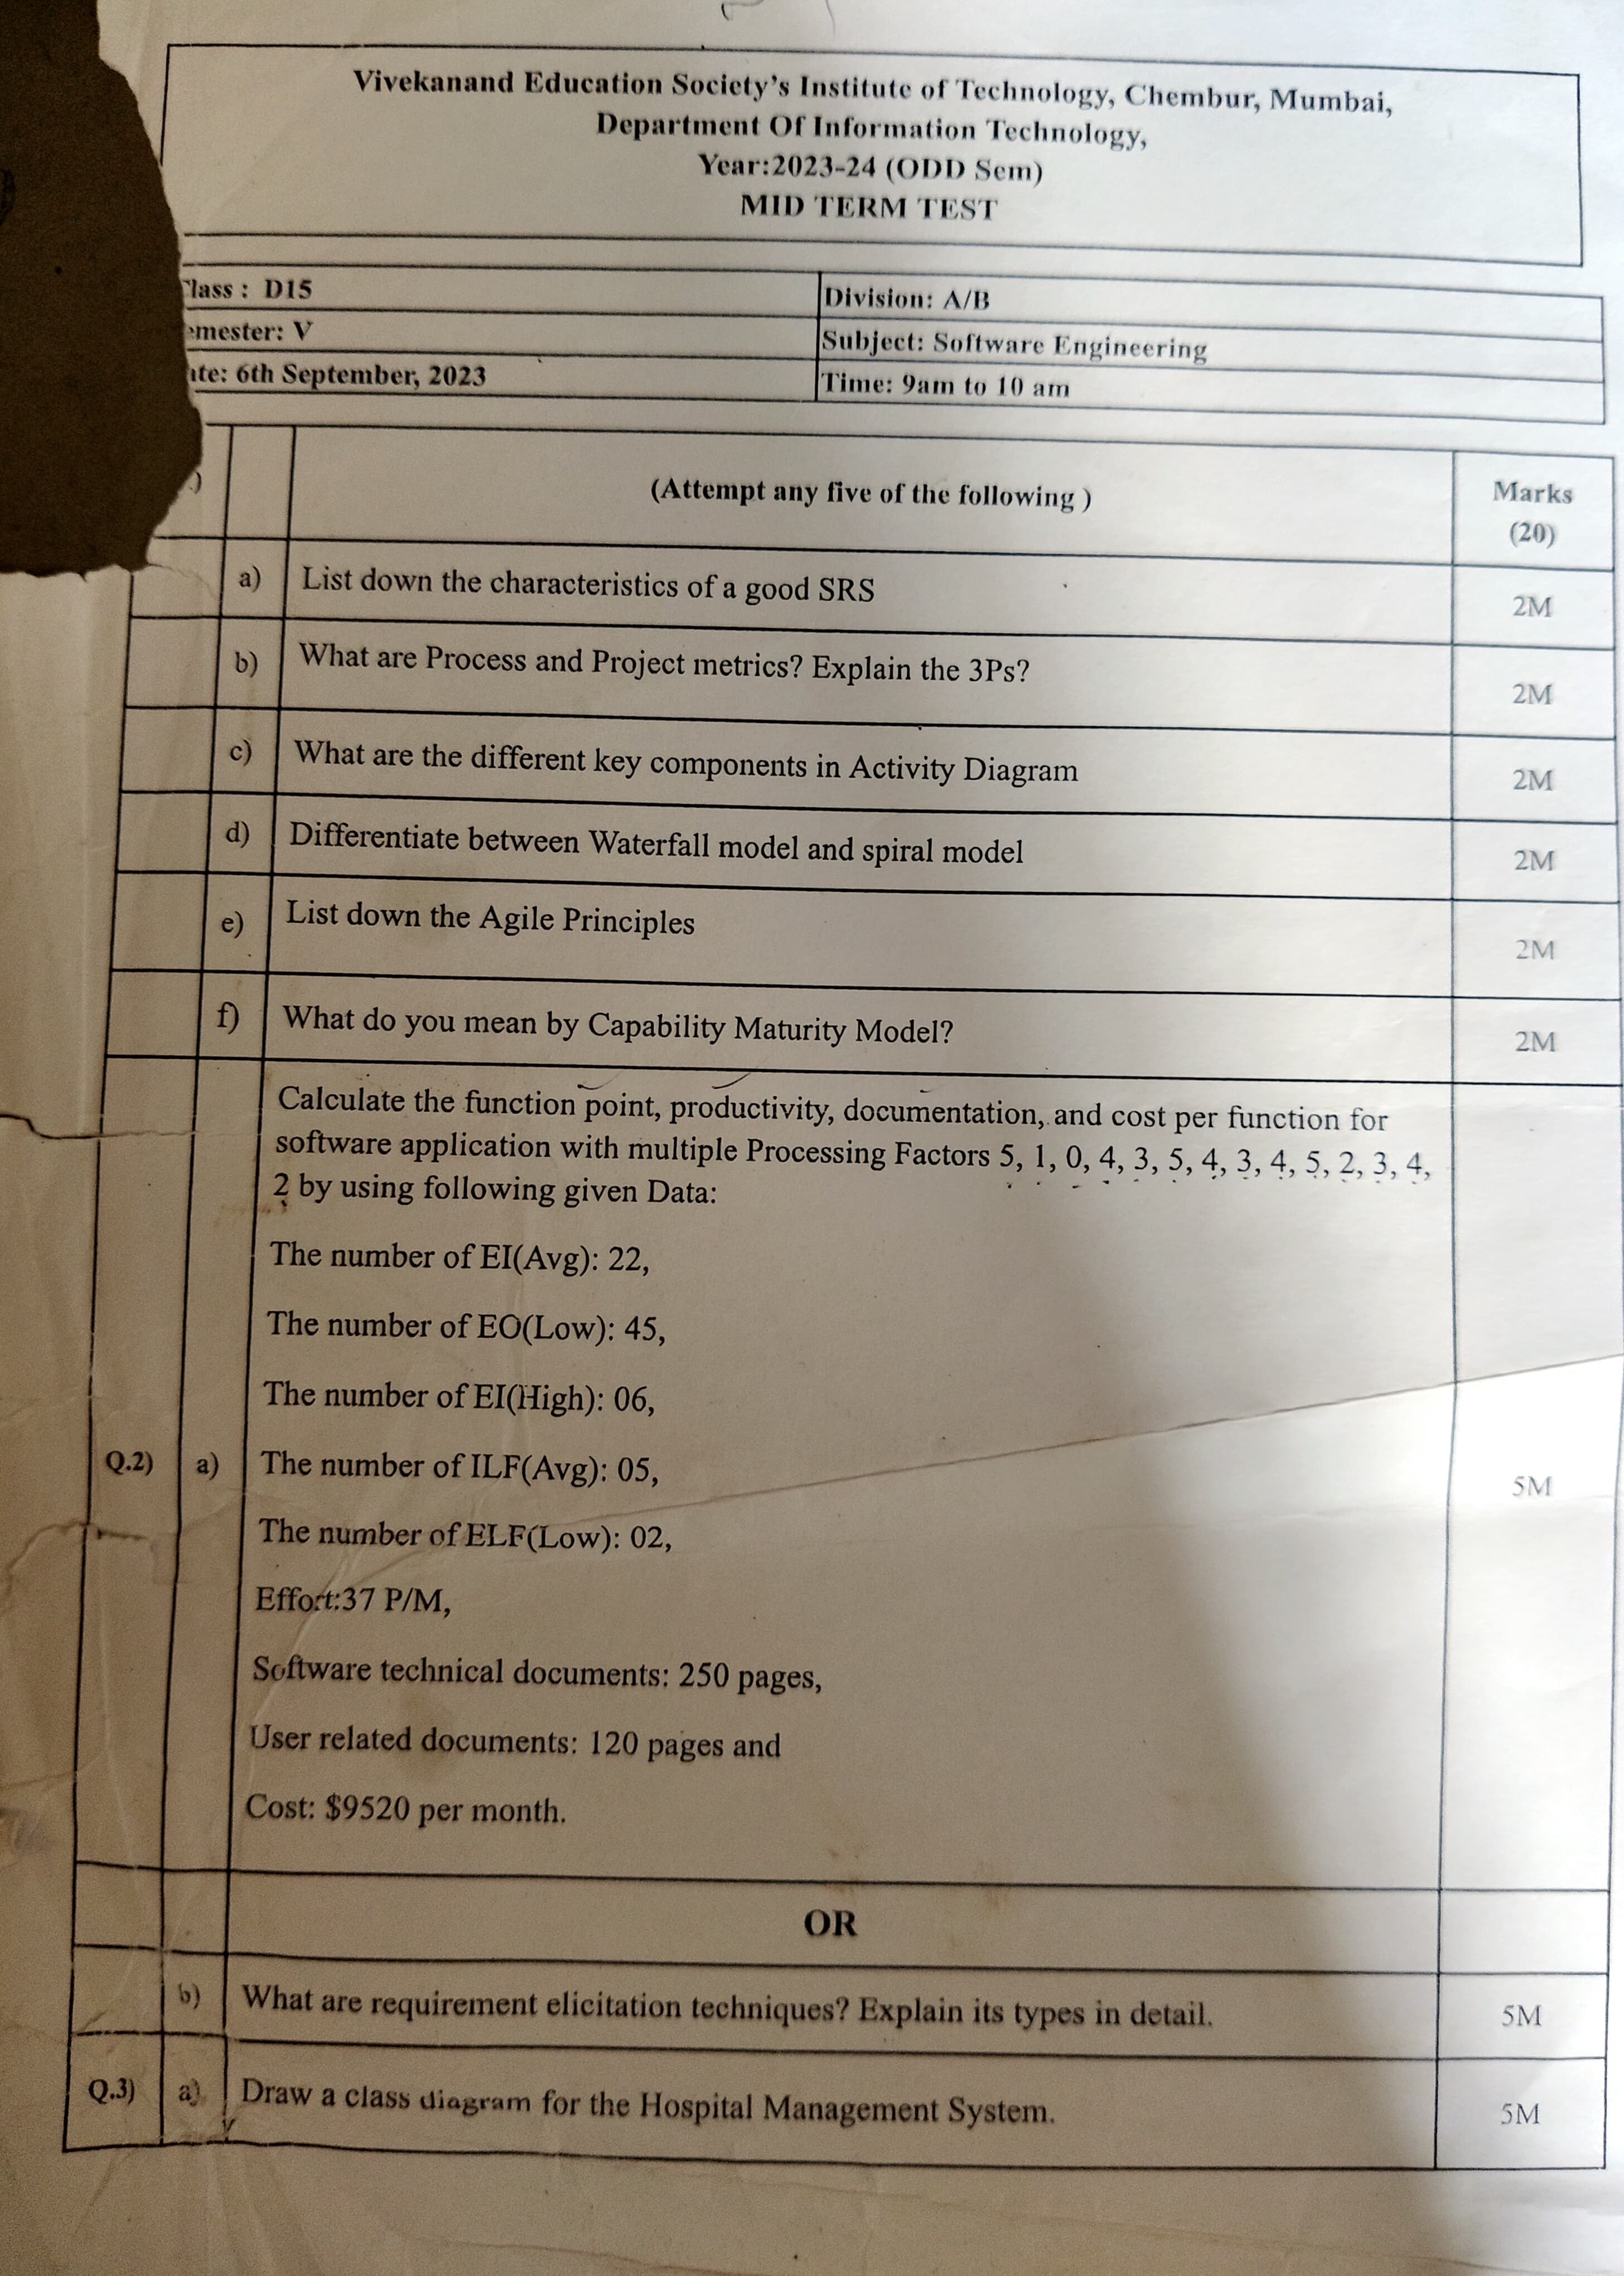 Vivekanand Education Society's Institute of Technology, Chembur, Mumbai,
Department Of Information Technology,
Year:2023-24 (ODD Sem)
MID TERM TEST
lass : D15
Division: A/B
emester: V
Subject: Software Engineering
ate: 6th September, 2023
Time: 9am to 10 am
)
(Attempt any five of the following )
Marks
(20)
a) List down the characteristics of a good SRS 2M
b) What are Process and Project metrics? Explain the 3Ps? 2M
c) What are the different key components in Activity Diagram 2M
d) Differentiate between Waterfall model and spiral model 2M
e) List down the Agile Principles 2M
f) What do you mean by Capability Maturity Model? 2M
Calculate the function point, productivity, documentation, and cost per function for
software application with multiple Processing Factors 5, 1, 0, 4, 3, 5, 4, 3, 4, 5, 2, 3, 4,
2 by using following given Data:
The number of EI(Avg): 22,
The number of EO(Low): 45,
The number of EI(High): 06,
Q.2) a) The number of ILF(Avg): 05, 5M
The number of ELF(Low): 02,
Effort:37 P/M,
Software technical documents: 250 pages,
User related documents: 120 pages and
Cost: $9520 per month.
OR
b) What are requirement elicitation techniques? Explain its types in detail. 5M
Q.3) a) Draw a class diagram for the Hospital Management System. 5M